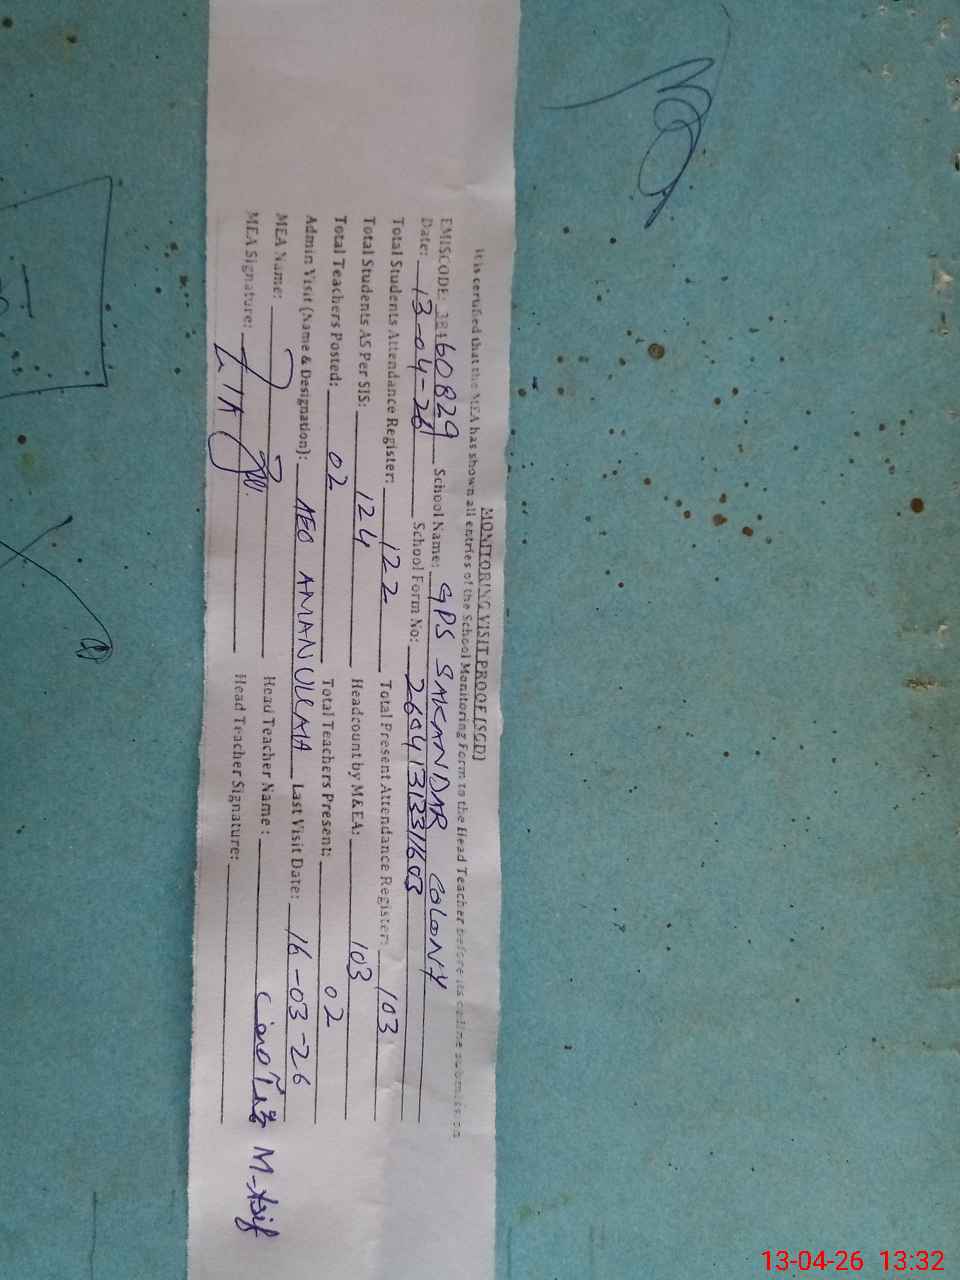 MONITORING VISIT PROOF [SGD]
It is certified that the MEA has shown all entries of the School Monitoring Form to the Head Teacher before its online submission
EMISCODE: 38460829 School Name: GPS SAKANDAR COLONY
Date: 13-04-26 School Form No:
Total Students Attendance Register: 122 Total Present Attendance Register: 103
Total Students AS Per SIS: 124 Headcount by M&EA: 103
Total Teachers Posted: 02 Total Teachers Present: 02
Admin Visit (Name & Designation): AEO AMANULLAH Last Visit Date: 16-03-26
MEA Name: Head Teacher Name:
MEA Signature: Head Teacher Signature:
M-Asif
13-04-26 13:32